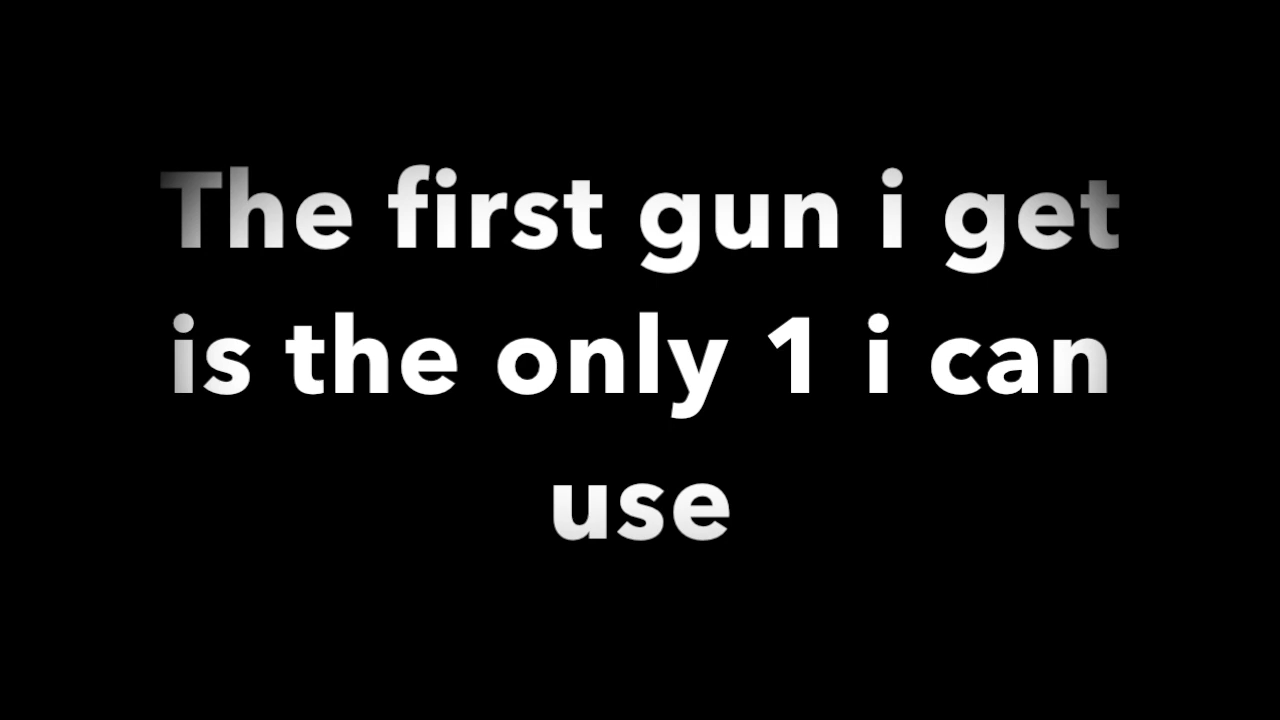 The first gun i get
is the only 1 i can
use